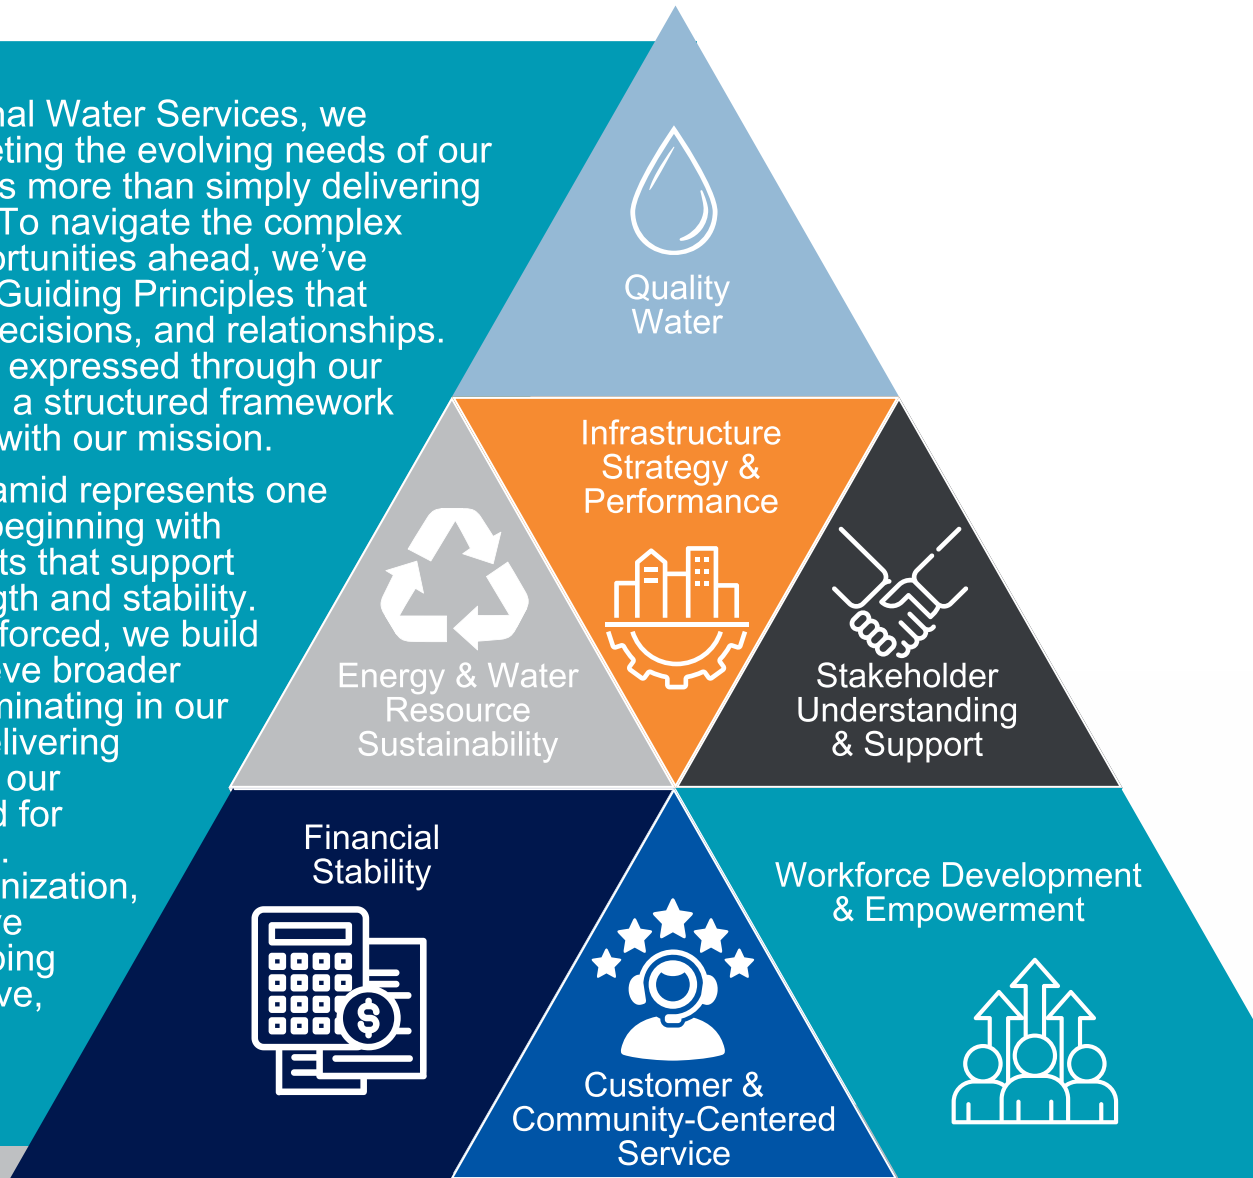 nal Water Services, we
eting the evolving needs of our
s more than simply delivering
To navigate the complex
ortunities ahead, we’ve
Guiding Principles that
ecisions, and relationships.
expressed through our
a structured framework
with our mission.
amid represents one
beginning with
ts that support
gth and stability.
forced, we build
eve broader
minating in our
elivering
our
d for
.
nization,
ve
ping
ve,
Quality
Water
Infrastructure
Strategy &
Performance
Energy & Water
Resource
Sustainability
Stakeholder
Understanding
& Support
Financial
Stability
$
Customer &
Community-Centered
Service
Workforce Development
& Empowerment